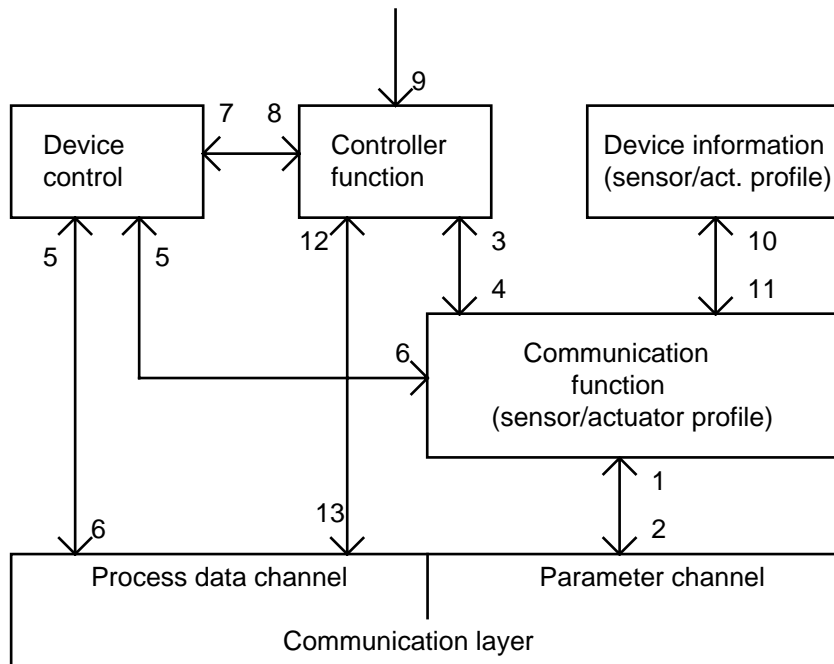 9
7
8
Device
control
Controller
function
Device information
(sensor/act. profile)
5
5
12
3
10
4
11
6
Communication
function
(sensor/actuator profile)
1
13
6
2
Process data channel
Parameter channel
Communication layer